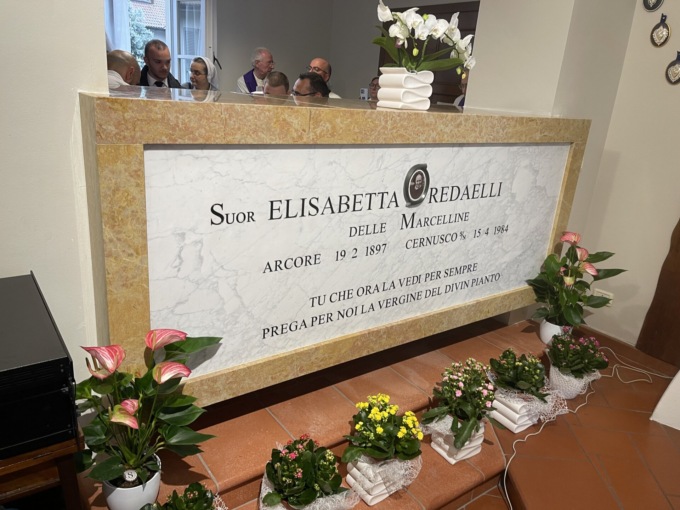 SUOR ELISABETTA REDAELLI
DELLE MARCELLINE
ARCORE 19 2 1897 CERNUSCO S/N 15·4·1984
TU CHE ORA LA VEDI PER SEMPRE
PREGA PER NOI LA VERGINE DEL DIVIN PIANTO